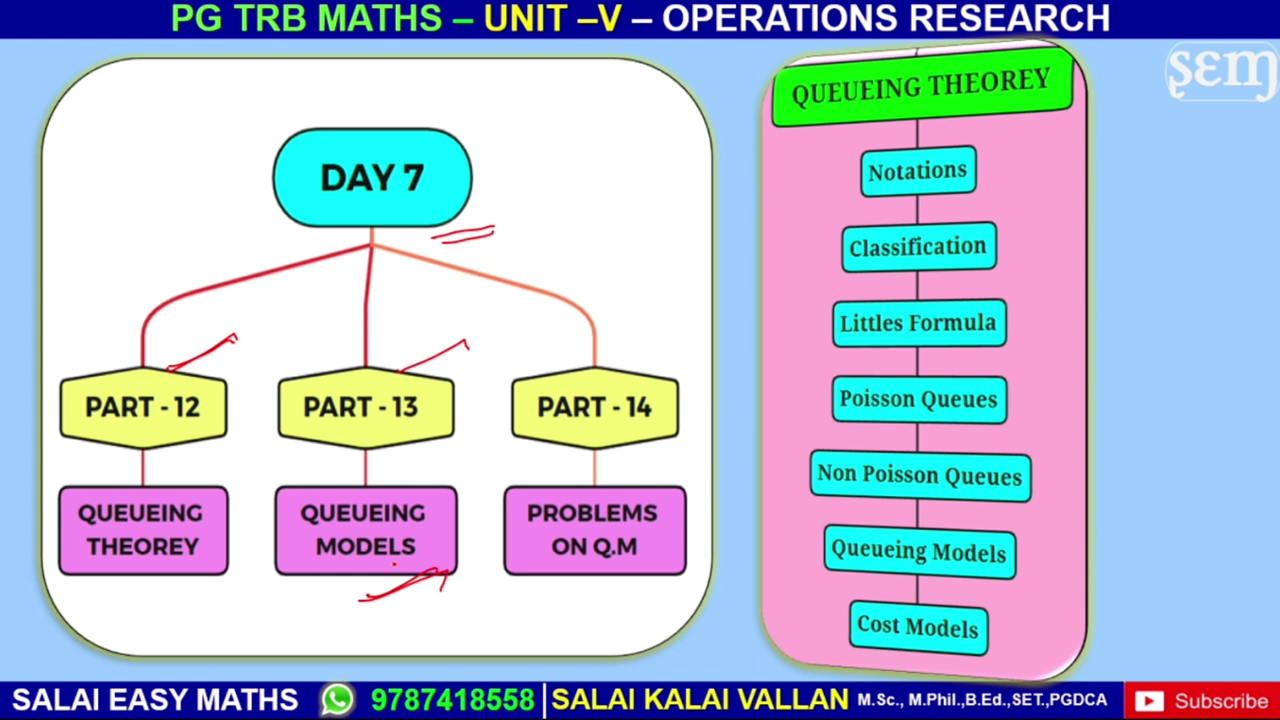 PG TRB MATHS – UNIT –V – OPERATIONS RESEARCH
sɛm
DAY 7
PART - 12
PART - 13
PART - 14
QUEUEING
THEOREY
QUEUEING
MODELS
PROBLEMS
ON Q.M
QUEUEING THEOREY
Notations
Classification
Littles Formula
Poisson Queues
Non Poisson Queues
Queueing Models
Cost Models
SALAI EASY MATHS 9787418558 | SALAI KALAI VALLAN M.Sc., M.Phil.,B.Ed.,SET.,PGDCA Subscribe